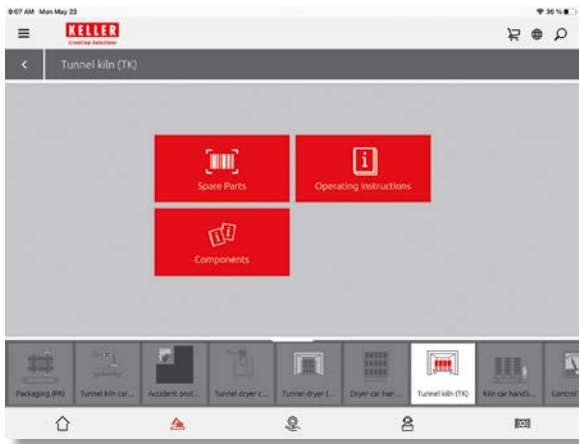 9:07 AM Mon May 23
36 %
KELLER
Creating Solutions
Tunnel kiln (TK)
Spare Parts
Operating instructions
Components
Packaging (PA)
Tunnel kiln car...
Accident prot...
Tunnel dryer c...
Tunnel dryer (...
Dryer car han...
Tunnel kiln (TK)
Kiln car handli...
Control